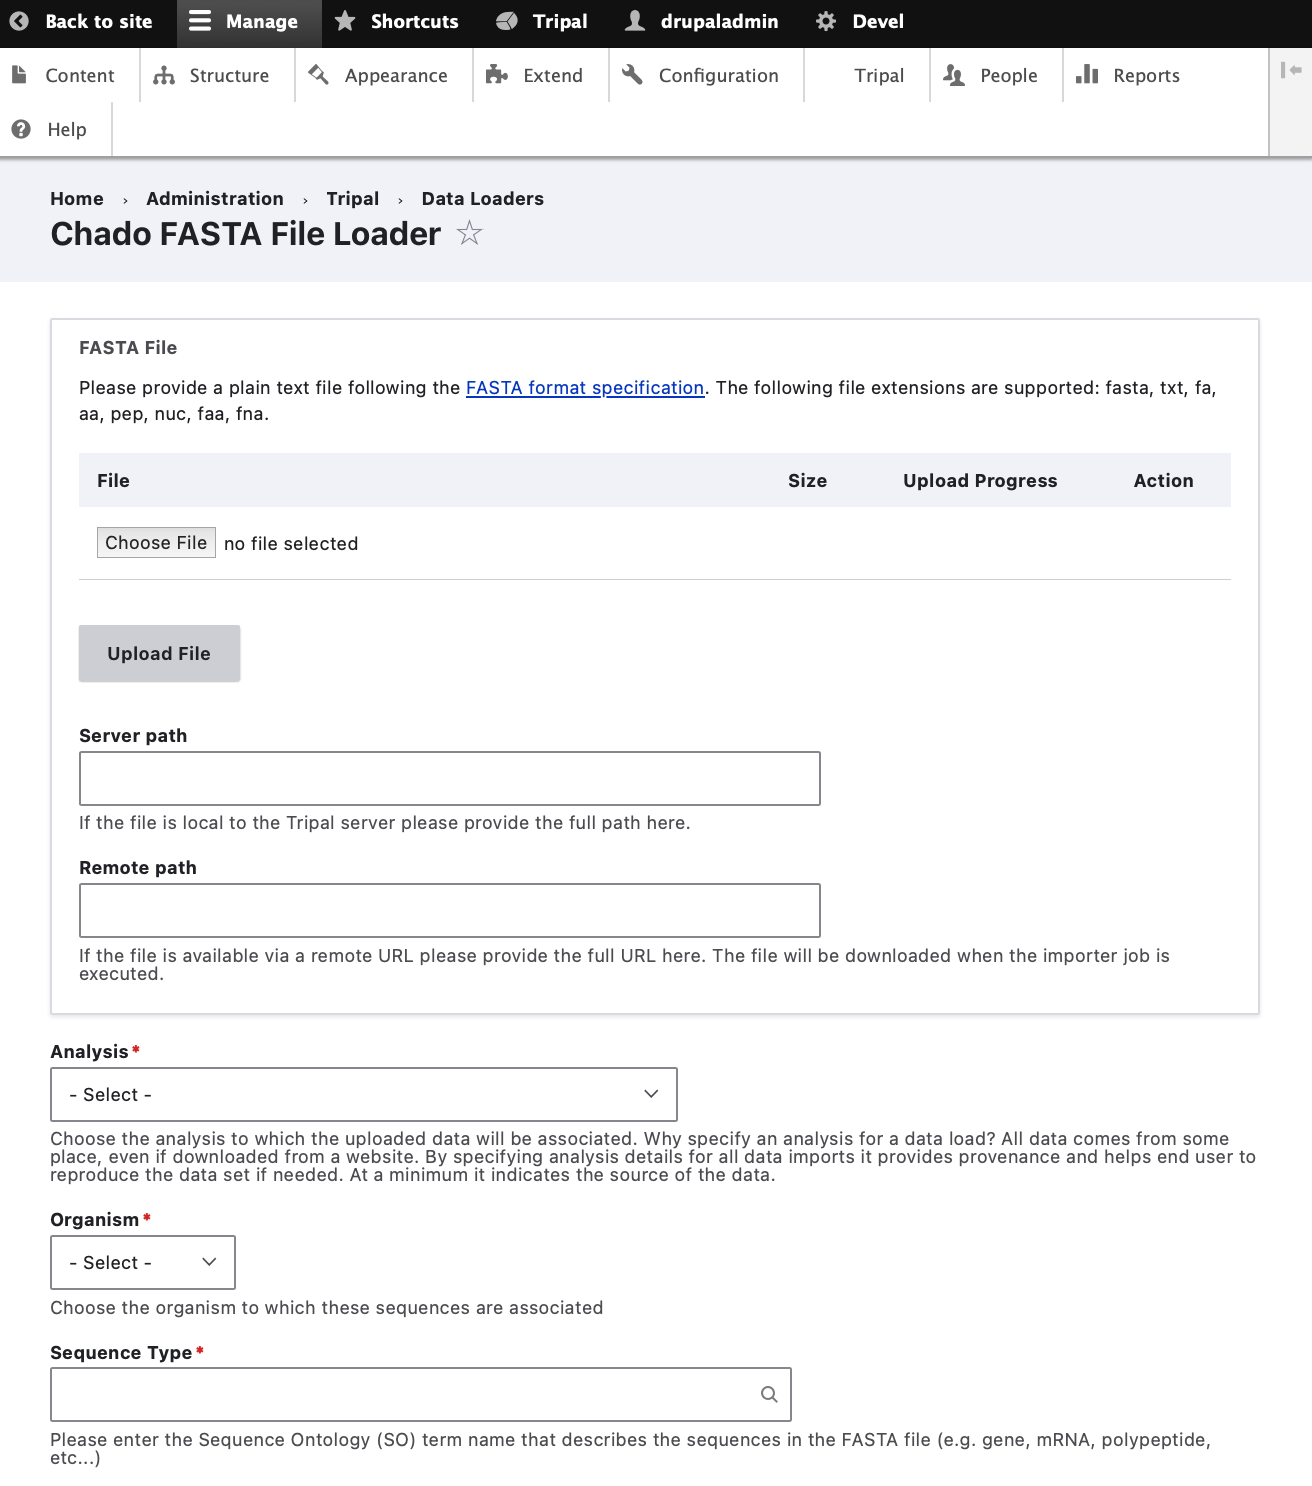 Back to site Manage Shortcuts Tripal drupaladmin Devel
Content Structure Appearance Extend Configuration Tripal People Reports
Help
Home › Administration › Tripal › Data Loaders
Chado FASTA File Loader
FASTA File
Please provide a plain text file following the FASTA format specification. The following file extensions are supported: fasta, txt, fa,
aa, pep, nuc, faa, fna.
File Size Upload Progress Action
Choose File no file selected
Upload File
Server path
If the file is local to the Tripal server please provide the full path here.
Remote path
If the file is available via a remote URL please provide the full URL here. The file will be downloaded when the importer job is
executed.
Analysis*
- Select -
Choose the analysis to which the uploaded data will be associated. Why specify an analysis for a data load? All data comes from some
place, even if downloaded from a website. By specifying analysis details for all data imports it provides provenance and helps end user to
reproduce the data set if needed. At a minimum it indicates the source of the data.
Organism*
- Select -
Choose the organism to which these sequences are associated
Sequence Type*
Please enter the Sequence Ontology (SO) term name that describes the sequences in the FASTA file (e.g. gene, mRNA, polypeptide,
etc...)